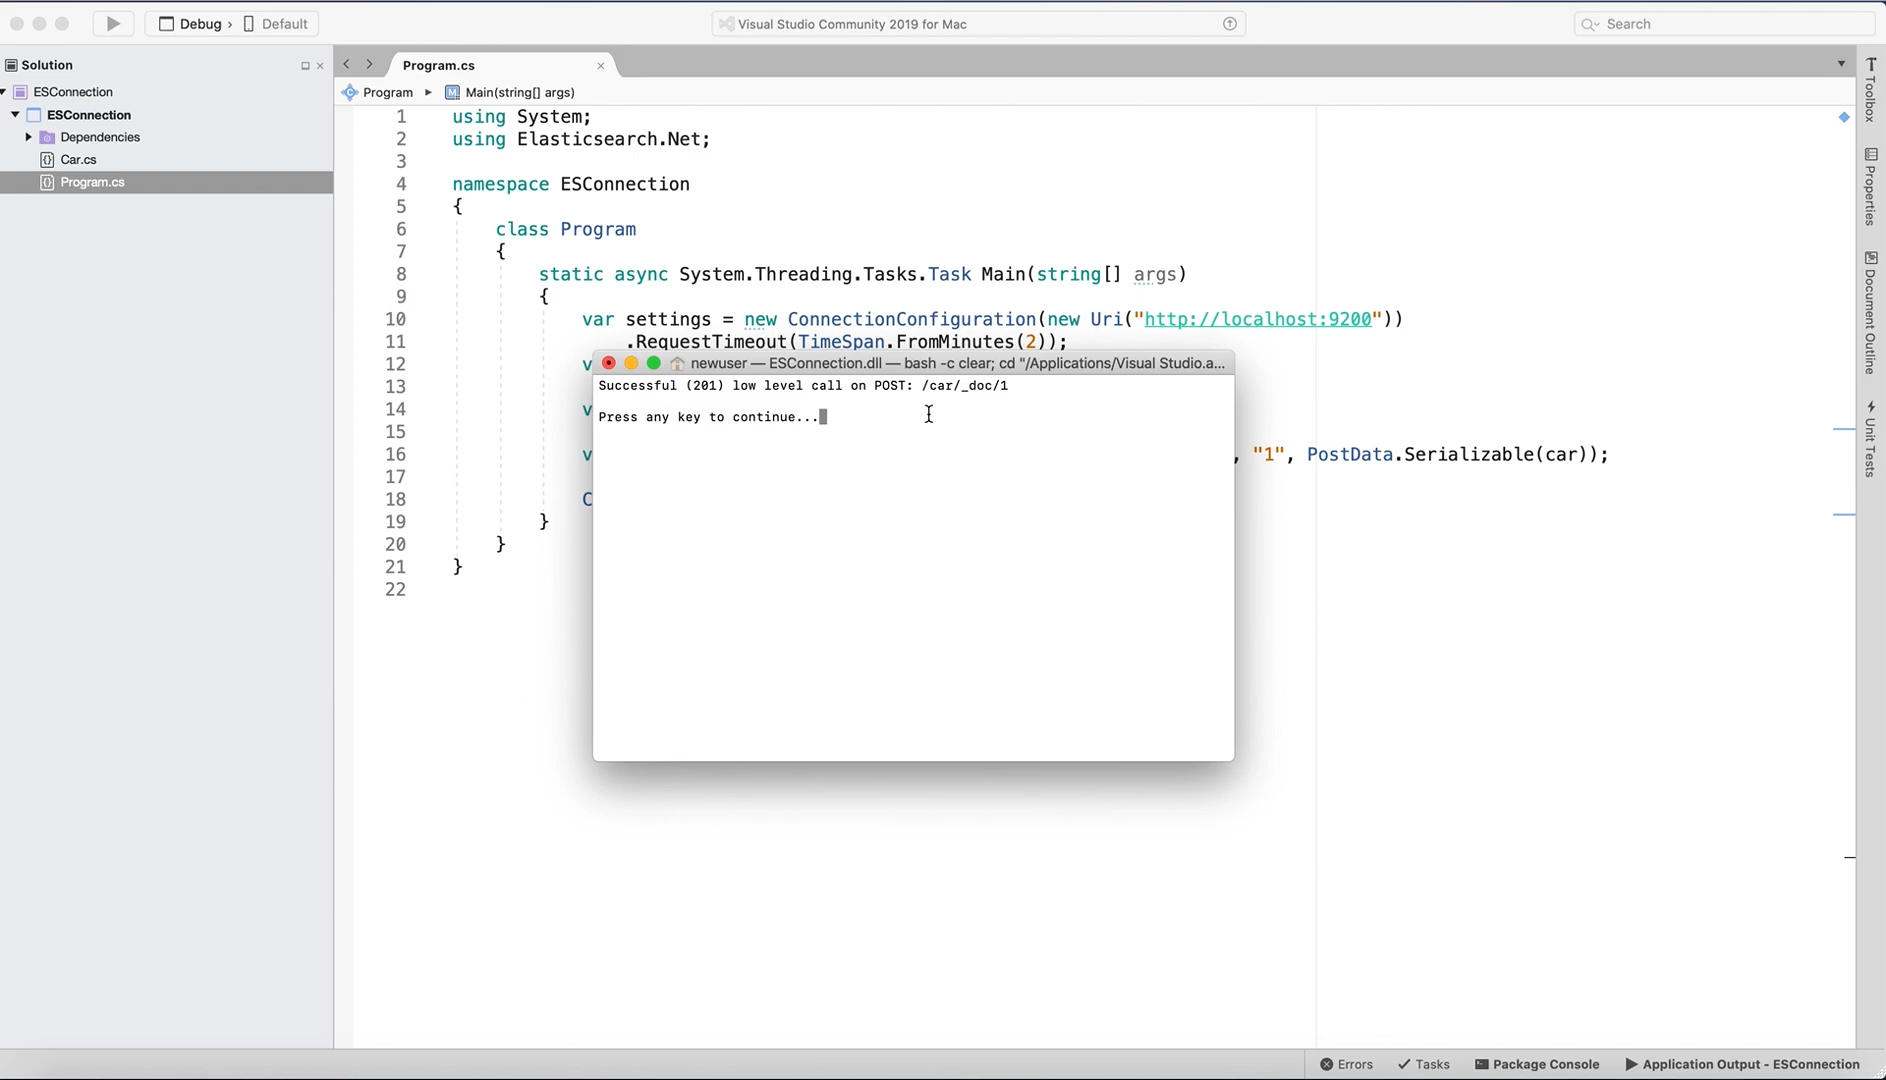 Debug › Default
Visual Studio Community 2019 for Mac
Search
Solution
ESConnection
ESConnection
Dependencies
Car.cs
Program.cs
Program.cs
Program ▸ Main(string[] args)
1 using System;
2 using Elasticsearch.Net;
3
4 namespace ESConnection
5 {
6 class Program
7 {
8 static async System.Threading.Tasks.Task Main(string[] args)
9 {
10 var settings = new ConnectionConfiguration(new Uri("http://localhost:9200"))
11 .RequestTimeout(TimeSpan.FromMinutes(2));
12 v
13
14 v
15
16 v , "1", PostData.Serializable(car));
17
18 C
19 }
20 }
21 }
22
newuser — ESConnection.dll — bash -c clear; cd "/Applications/Visual Studio.a...
Successful (201) low level call on POST: /car/_doc/1
Press any key to continue...
Toolbox
Properties
Document Outline
Unit Tests
Errors Tasks Package Console Application Output - ESConnection